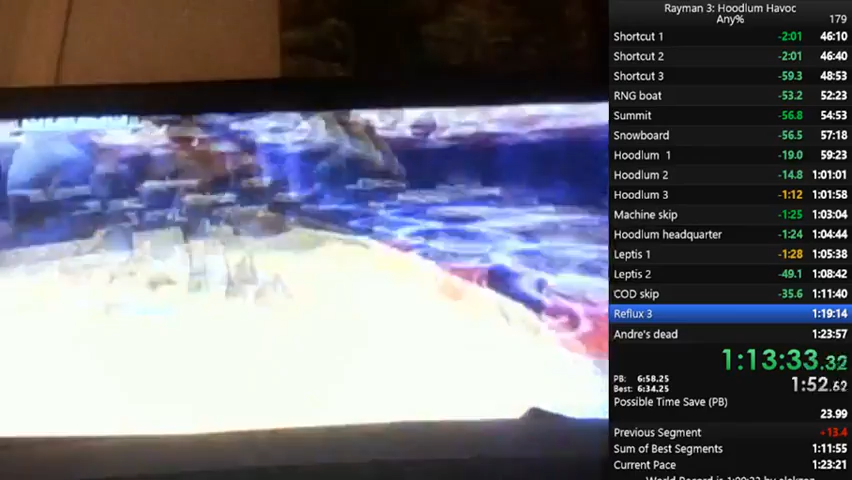 Rayman 3: Hoodlum Havoc
Any% 179
Shortcut 1 -2:01 46:10
Shortcut 2 -2:01 46:40
Shortcut 3 -59.3 48:53
RNG boat -53.2 52:23
Summit -56.8 54:53
Snowboard -56.5 57:18
Hoodlum 1 -19.0 59:23
Hoodlum 2 -14.8 1:01:01
Hoodlum 3 -1:12 1:01:58
Machine skip -1:25 1:03:04
Hoodlum headquarter -1:24 1:04:44
Leptis 1 -1:28 1:05:38
Leptis 2 -49.1 1:08:42
COD skip -35.6 1:11:40
Reflux 3 1:19:14
Andre's dead 1:23:57
1:13:33.32
PB: 6:58.25
Best: 6:34.25 1:52.62
Possible Time Save (PB)
23.99
Previous Segment +13.4
Sum of Best Segments 1:11:55
Current Pace 1:23:21
World Record is